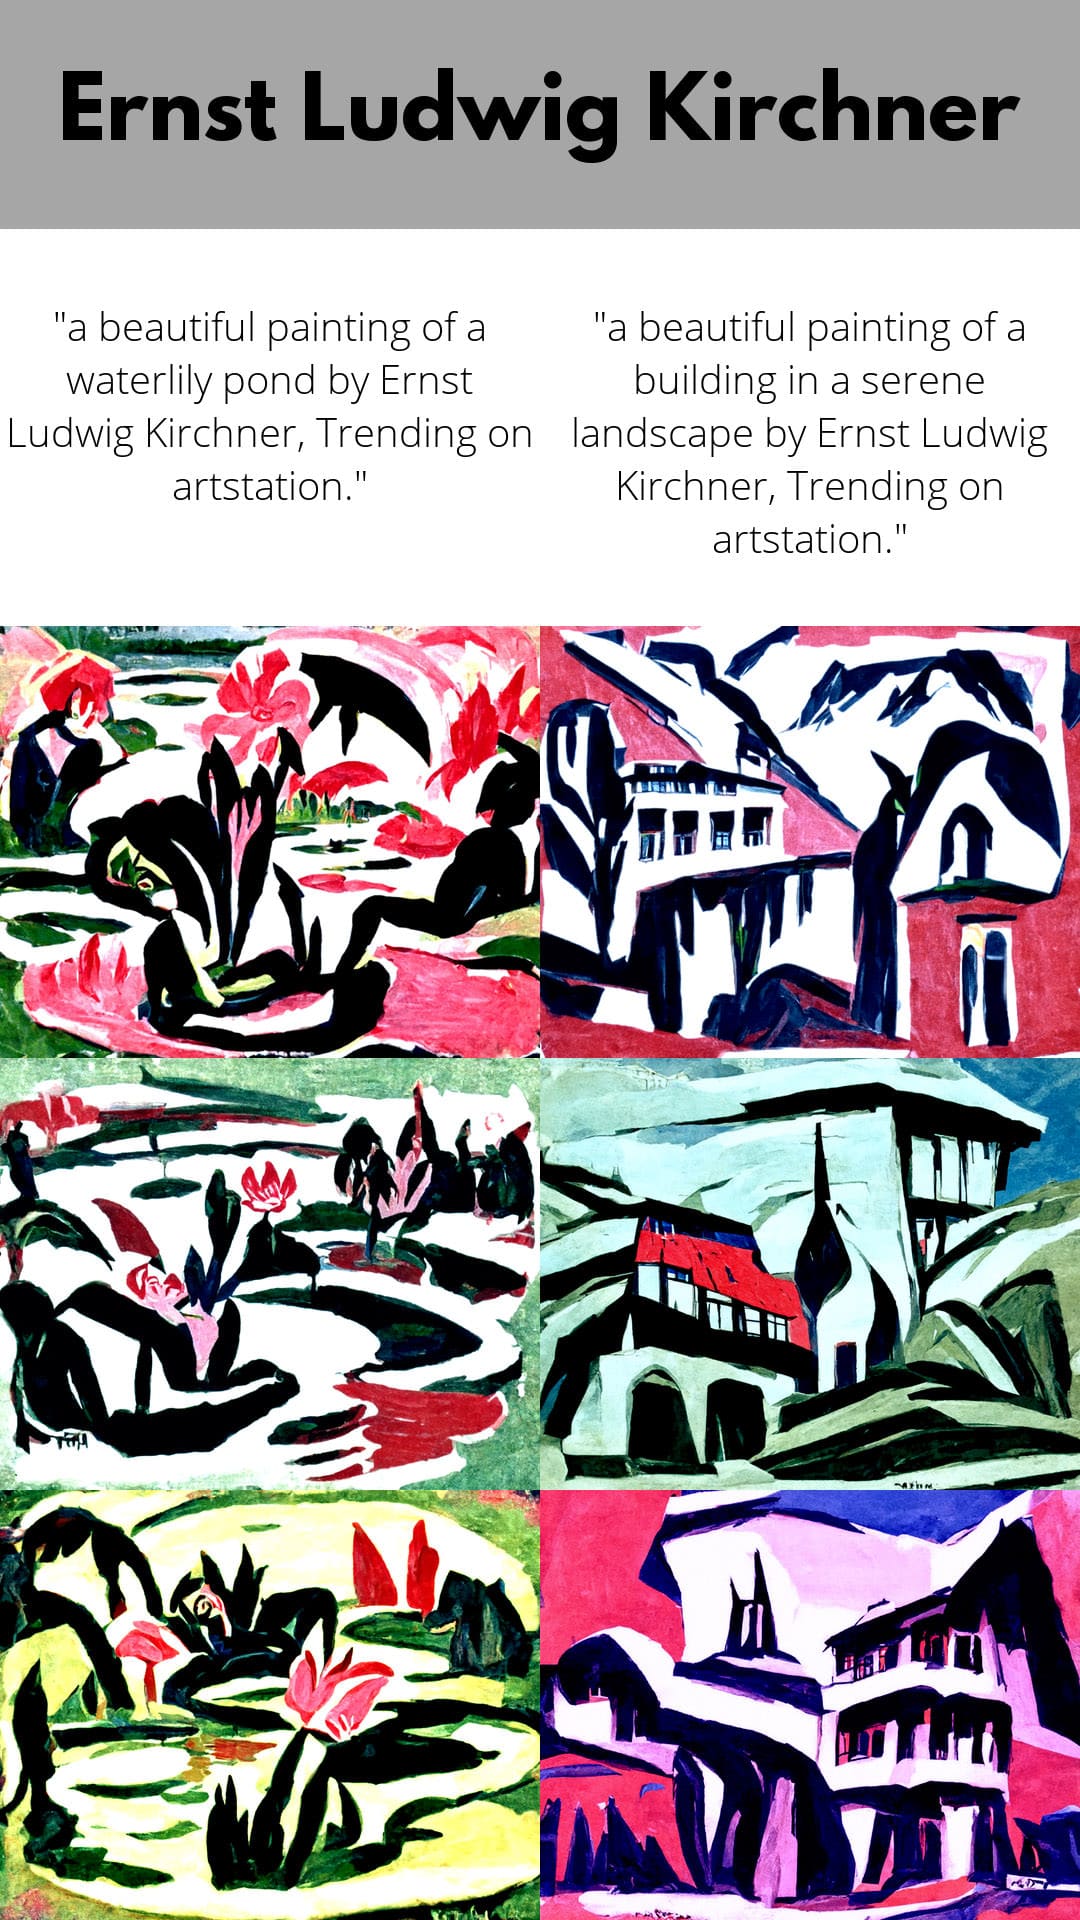 Ernst Ludwig Kirchner
"a beautiful painting of a
waterlily pond by Ernst
Ludwig Kirchner, Trending on
artstation."
"a beautiful painting of a
building in a serene
landscape by Ernst Ludwig
Kirchner, Trending on
artstation."